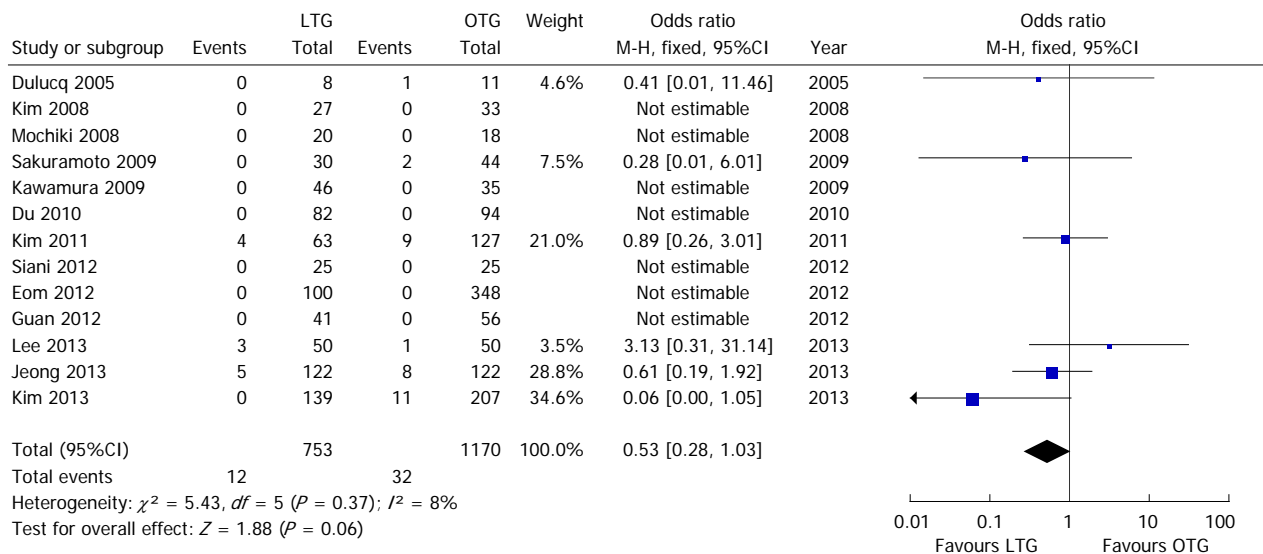 LTG OTG Weight Odds ratio Odds ratio
Study or subgroup Events Total Events Total M-H, fixed, 95%CI Year M-H, fixed, 95%CI
Dulucq 2005 0 8 1 11 4.6% 0.41 [0.01, 11.46] 2005
Kim 2008 0 27 0 33 Not estimable 2008
Mochiki 2008 0 20 0 18 Not estimable 2008
Sakuramoto 2009 0 30 2 44 7.5% 0.28 [0.01, 6.01] 2009
Kawamura 2009 0 46 0 35 Not estimable 2009
Du 2010 0 82 0 94 Not estimable 2010
Kim 2011 4 63 9 127 21.0% 0.89 [0.26, 3.01] 2011
Siani 2012 0 25 0 25 Not estimable 2012
Eom 2012 0 100 0 348 Not estimable 2012
Guan 2012 0 41 0 56 Not estimable 2012
Lee 2013 3 50 1 50 3.5% 3.13 [0.31, 31.14] 2013
Jeong 2013 5 122 8 122 28.8% 0.61 [0.19, 1.92] 2013
Kim 2013 0 139 11 207 34.6% 0.06 [0.00, 1.05] 2013
Total (95%CI) 753 1170 100.0% 0.53 [0.28, 1.03]
Total events 12 32
Heterogeneity: χ² = 5.43, df = 5 (P = 0.37); I² = 8%
Test for overall effect: Z = 1.88 (P = 0.06)
0.01 0.1 1 10 100
Favours LTG Favours OTG